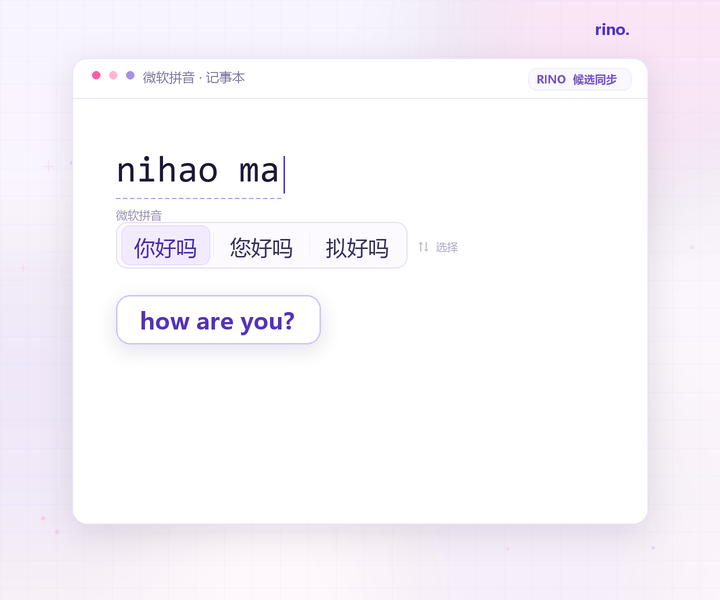 rino.
微软拼音 · 记事本
RINO 候选同步
nihao ma
微软拼音
你好吗 您好吗 拟好吗 ↑↓ 选择
how are you?